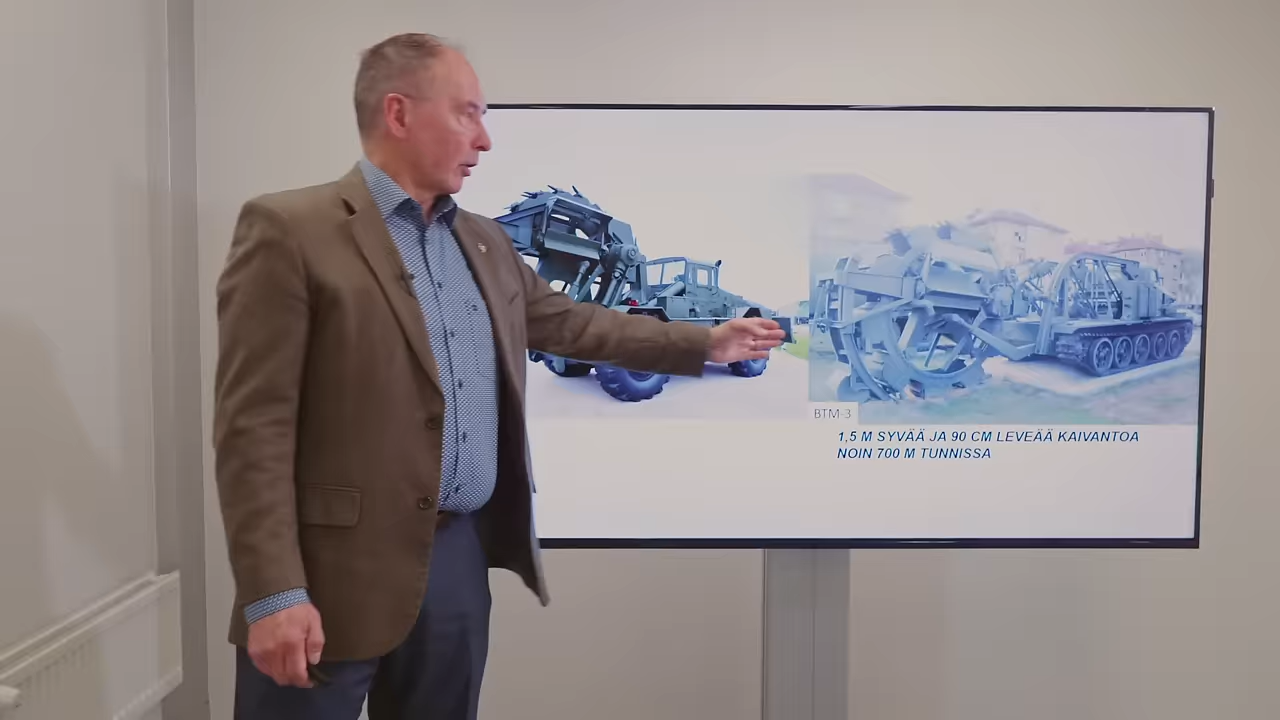 BTM-3
1,5 M SYVÄÄ JA 90 CM LEVEÄÄ KAIVANTOA
NOIN 700 M TUNNISSA